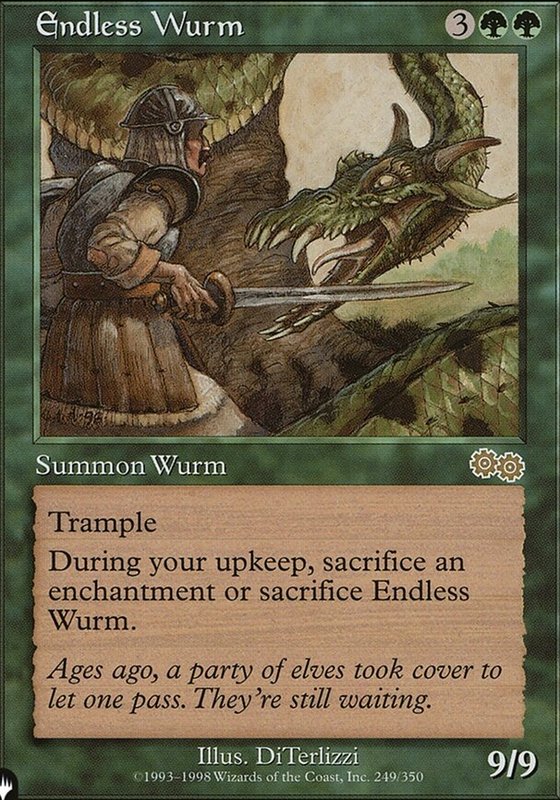 Endless Wurm 3
Summon Wurm
Trample
During your upkeep, sacrifice an
enchantment or sacrifice Endless
Wurm.
Ages ago, a party of elves took cover to
let one pass. They're still waiting.
Illus. DiTerlizzi
©1993–1998 Wizards of the Coast, Inc. 249/350
9/9